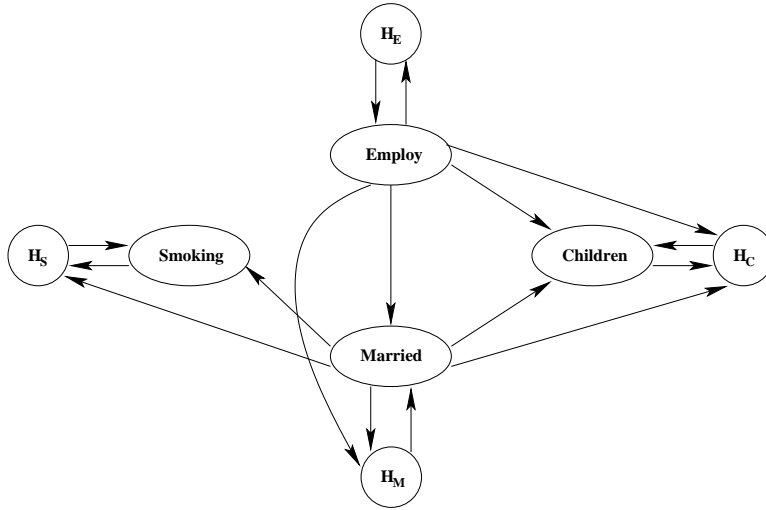 H_E
Employ
H_S
Smoking
Children
H_C
Married
H_M